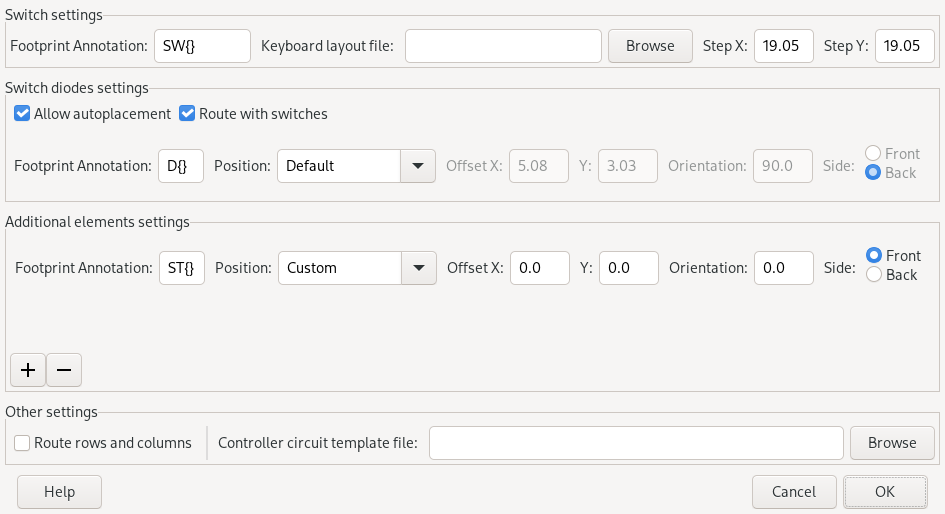 Switch settings
Footprint Annotation: SW{} Keyboard layout file: Browse Step X: 19.05 Step Y: 19.05
Switch diodes settings
Allow autoplacement Route with switches
Footprint Annotation: D{} Position: Default Offset X: 5.08 Y: 3.03 Orientation: 90.0 Side: Front
Back
Additional elements settings
Footprint Annotation: ST{} Position: Custom Offset X: 0.0 Y: 0.0 Orientation: 0.0 Side: Front
Back
Other settings
Route rows and columns Controller circuit template file: Browse
Help Cancel OK